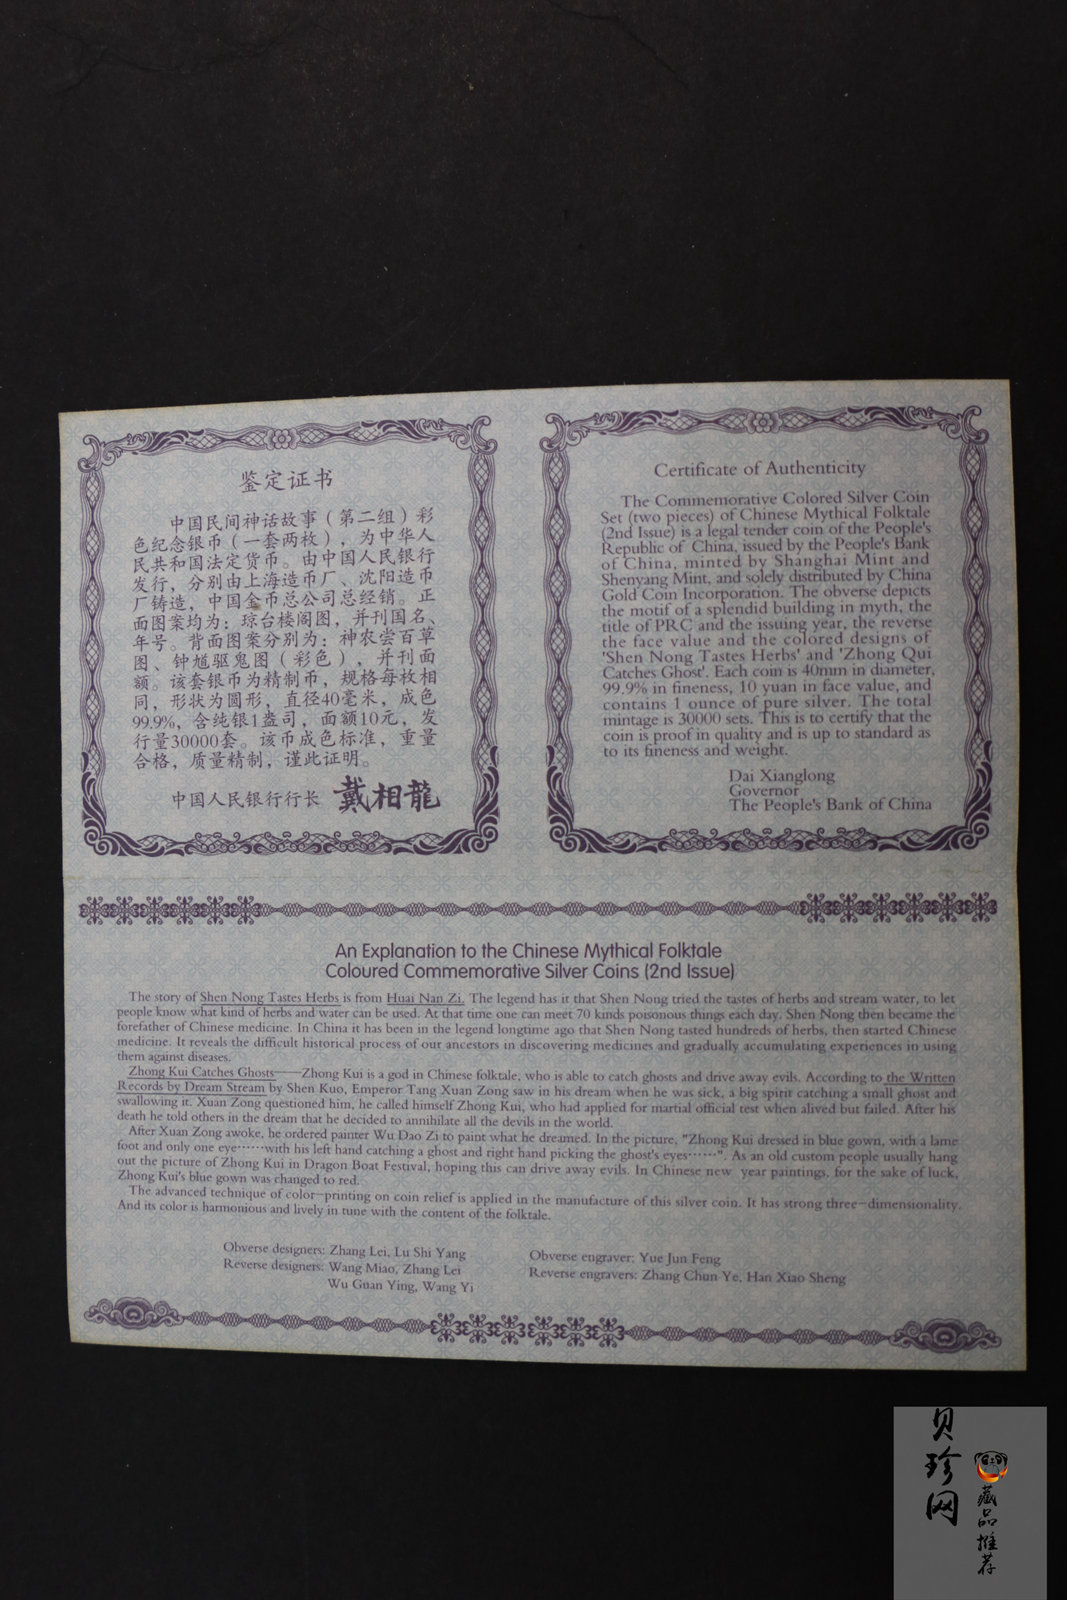 鉴定证书
中国民间神话故事（第二组）彩
色纪念银币（一套两枚），为中华人
民共和国法定货币。由中国人民银行
发行，分别由上海造币厂、沈阳造币
厂铸造，中国金币总公司总经销。正
面图案均为：琼台楼阁图，并刊国名、
年号。背面图案分别为：神农尝百草
图、钟馗驱鬼图（彩色），并刊面
额。该套银币为精制币，规格每枚相
同，形状为圆形，直径40毫米，成色
99.9%，含纯银1盎司，面额10元，发
行量30000套。该币成色标准，重量
合格，质量精制，谨此证明。
中国人民银行行长 戴相龍
Certificate of Authenticity
The Commemorative Colored Silver Coin
Set (two pieces) of Chinese Mythical Folktale
(2nd Issue) is a legal tender coin of the People's
Republic of China, issued by the People's Bank
of China, minted by Shanghai Mint and
Shenyang Mint, and solely distributed by China
Gold Coin Incorporation. The obverse depicts
the motif of a splendid building in myth, the
title of PRC and the issuing year, the reverse
the face value and the colored designs of
'Shen Nong Tastes Herbs' and 'Zhong Qui
Catches Ghost'. Each coin is 40mm in diameter,
99.9% in fineness, 10 yuan in face value, and
contains 1 ounce of pure silver. The total
mintage is 30000 sets. This is to certify that the
coin is proof in quality and is up to standard as
to its fineness and weight.
Dai Xianglong
Governor
The People's Bank of China
An Explanation to the Chinese Mythical Folktale
Coloured Commemorative Silver Coins (2nd Issue)
The story of Shen Nong Tastes Herbs is from Huai Nan Zi. The legend has it that Shen Nong tried the tastes of herbs and stream water, to let
people know what kind of herbs and water can be used. At that time one can meet 70 kinds poisonous things each day. Shen Nong then became the
forefather of Chinese medicine. In China it has been in the legend longtime ago that Shen Nong tasted hundreds of herbs, then started Chinese
medicine. It reveals the difficult historical process of our ancestors in discovering medicines and gradually accumulating experiences in using
them against diseases.
Zhong Kui Catches Ghosts——Zhong Kui is a god in Chinese folktale, who is able to catch ghosts and drive away evils. According to the Written
Records by Dream Stream by Shen Kuo, Emperor Tang Xuan Zong saw in his dream when he was sick, a big spirit catching a small ghost and
swallowing it. Xuan Zong questioned him, he called himself Zhong Kui, who had applied for martial official test when alived but failed. After his
death he told others in the dream that he decided to annihilate all the devils in the world.
After Xuan Zong awoke, he ordered painter Wu Dao Zi to paint what he dreamed. In the picture, "Zhong Kui dressed in blue gown, with a lame
foot and only one eye……with his left hand catching a ghost and right hand picking the ghost's eyes……". As an old custom people usually hang
out the picture of Zhong Kui in Dragon Boat Festival, hoping this can drive away evils. In Chinese new year paintings, for the sake of luck,
Zhong Kui's blue gown was changed to red.
The advanced technique of color—printing on coin relief is applied in the manufacture of this silver coin. It has strong three—dimensionality.
And its color is harmonious and lively in tune with the content of the folktale.
Obverse designers: Zhang Lei, Lu Shi Yang
Reverse designers: Wang Miao, Zhang Lei
Wu Guan Ying, Wang Yi
Obverse engraver: Yue Jun Feng
Reverse engravers: Zhang Chun Ye, Han Xiao Sheng
贝珍网
藏品推荐